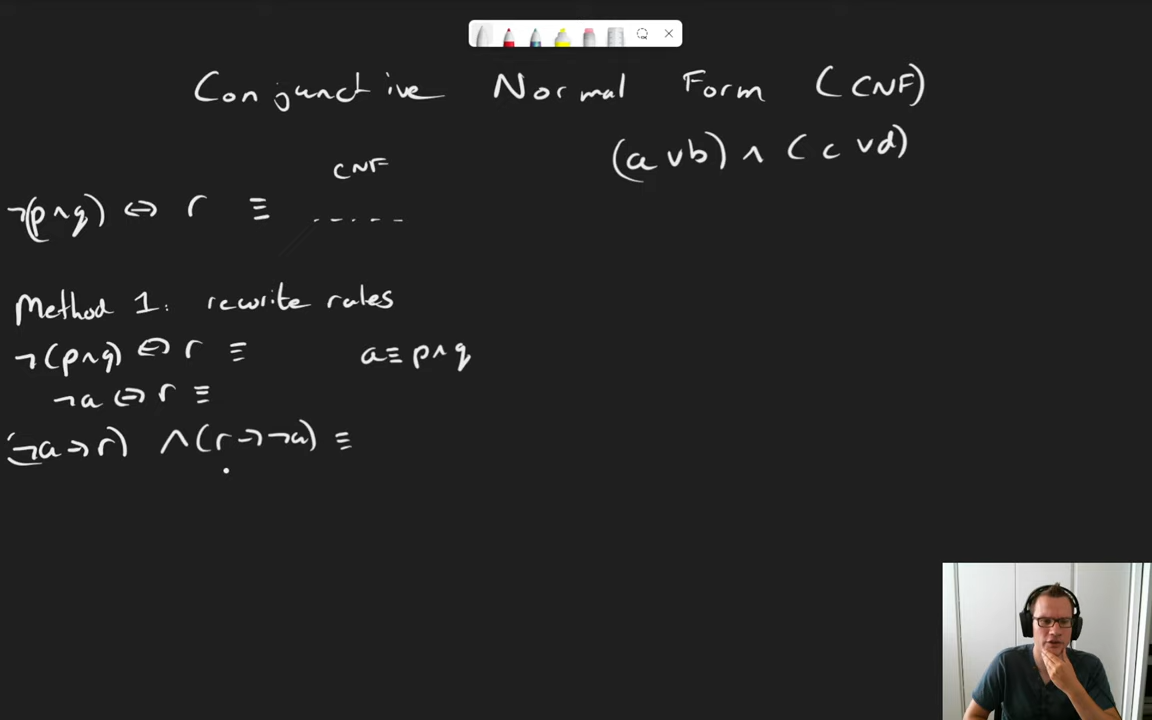 Conjunctive Normal Form (CNF)
(a ∨ b) ∧ (c ∨ d)
CNF
¬(p ∧ q) ⇔ r ≡ - - - - -
Method 1: rewrite rules
¬(p ∧ q) ⇔ r ≡ a ≡ p ∧ q
¬a ⇔ r ≡
(¬a → r) ∧ (r → ¬a) ≡